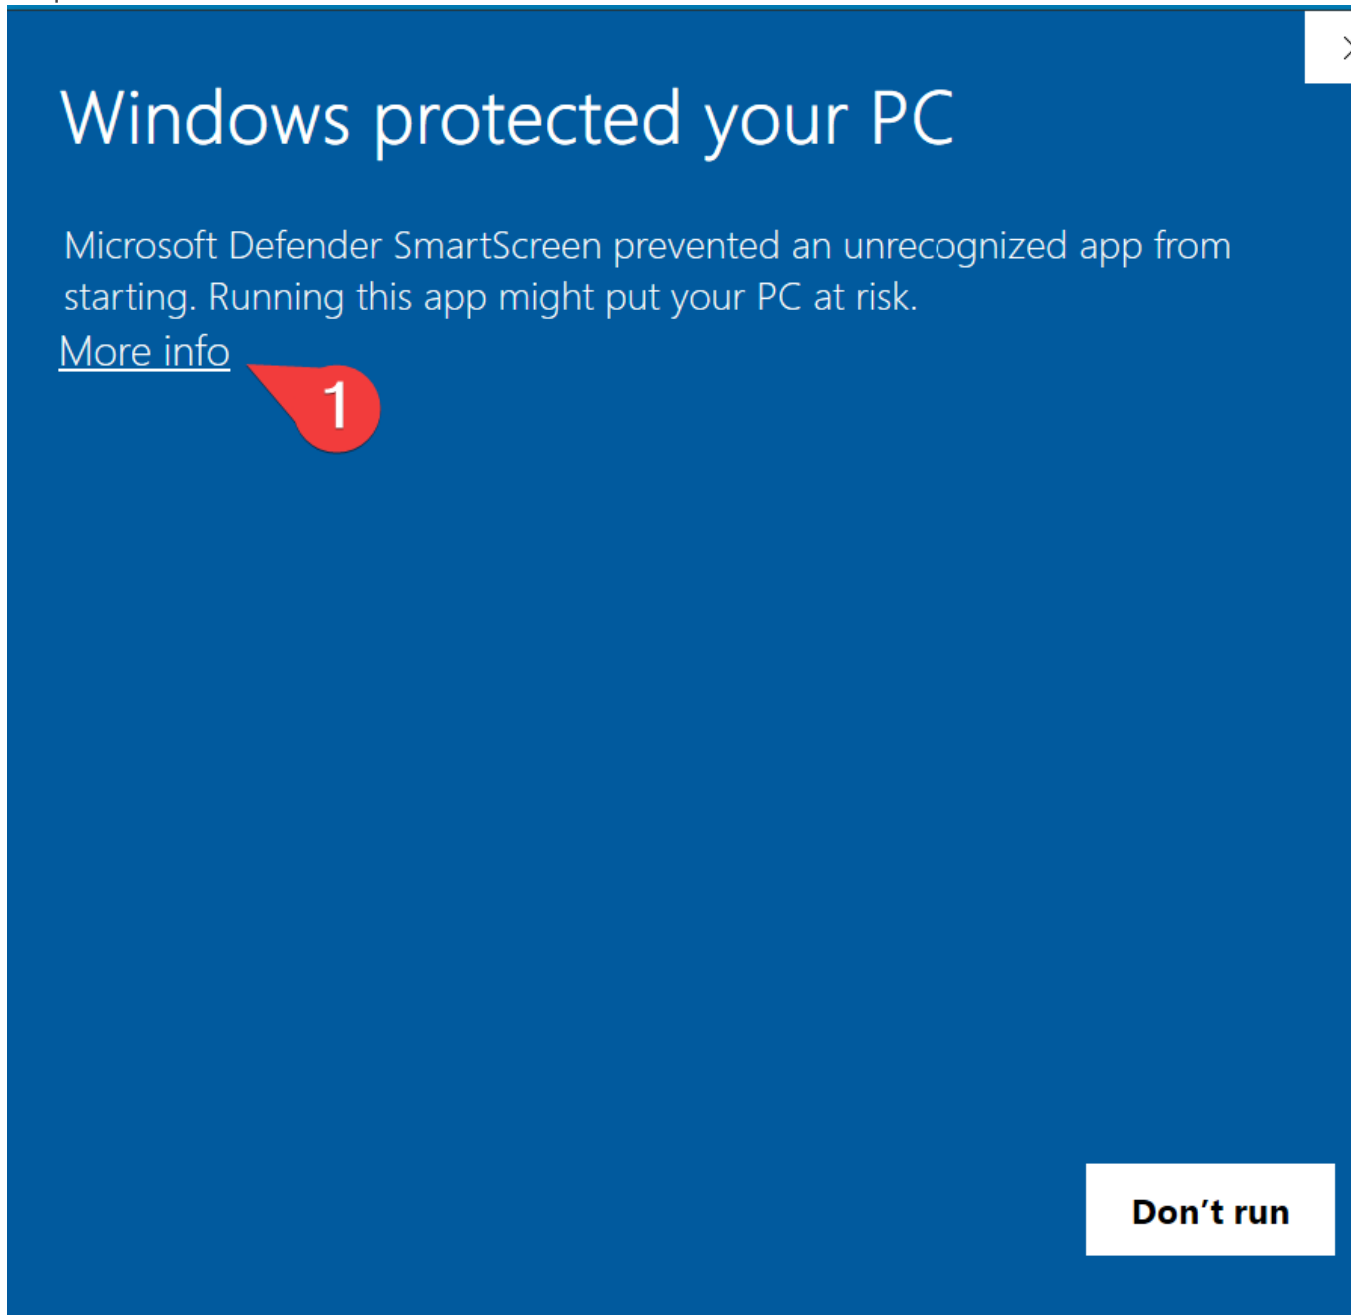 Windows protected your PC
Microsoft Defender SmartScreen prevented an unrecognized app from
starting. Running this app might put your PC at risk.
More info
1
Don't run